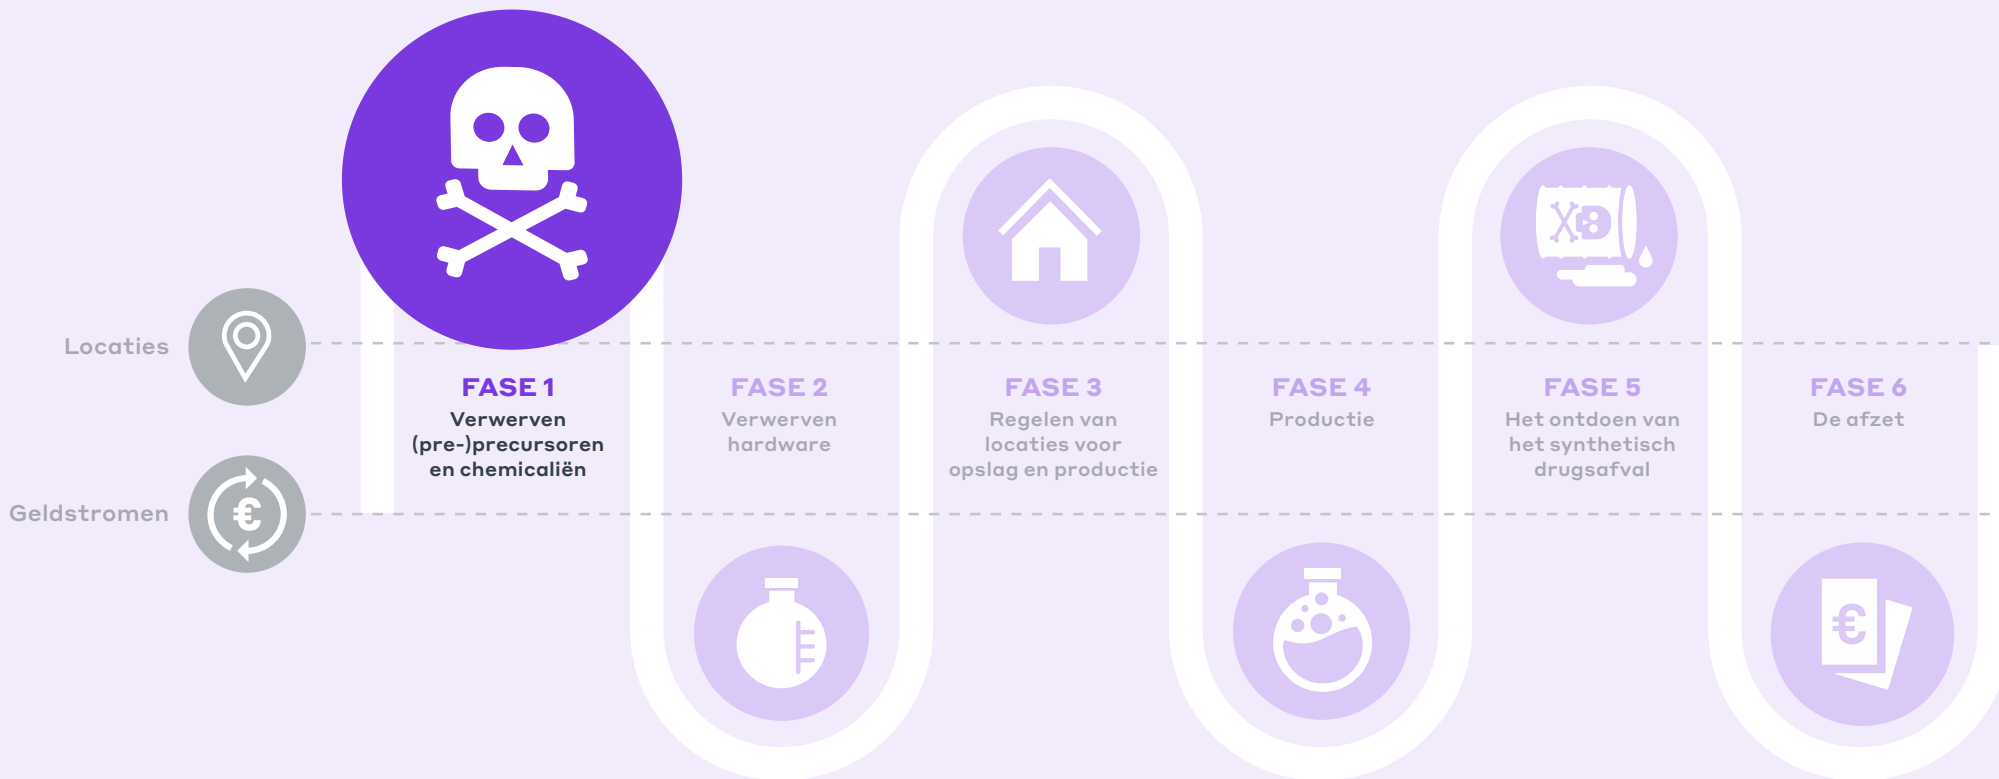 Locaties
Geldstromen
€
FASE 1
Verwerven
(pre-)precursoren
en chemicaliën
FASE 2
Verwerven
hardware
FASE 3
Regelen van
locaties voor
opslag en productie
FASE 4
Productie
FASE 5
Het ontdoen van
het synthetisch
drugsafval
FASE 6
De afzet
€